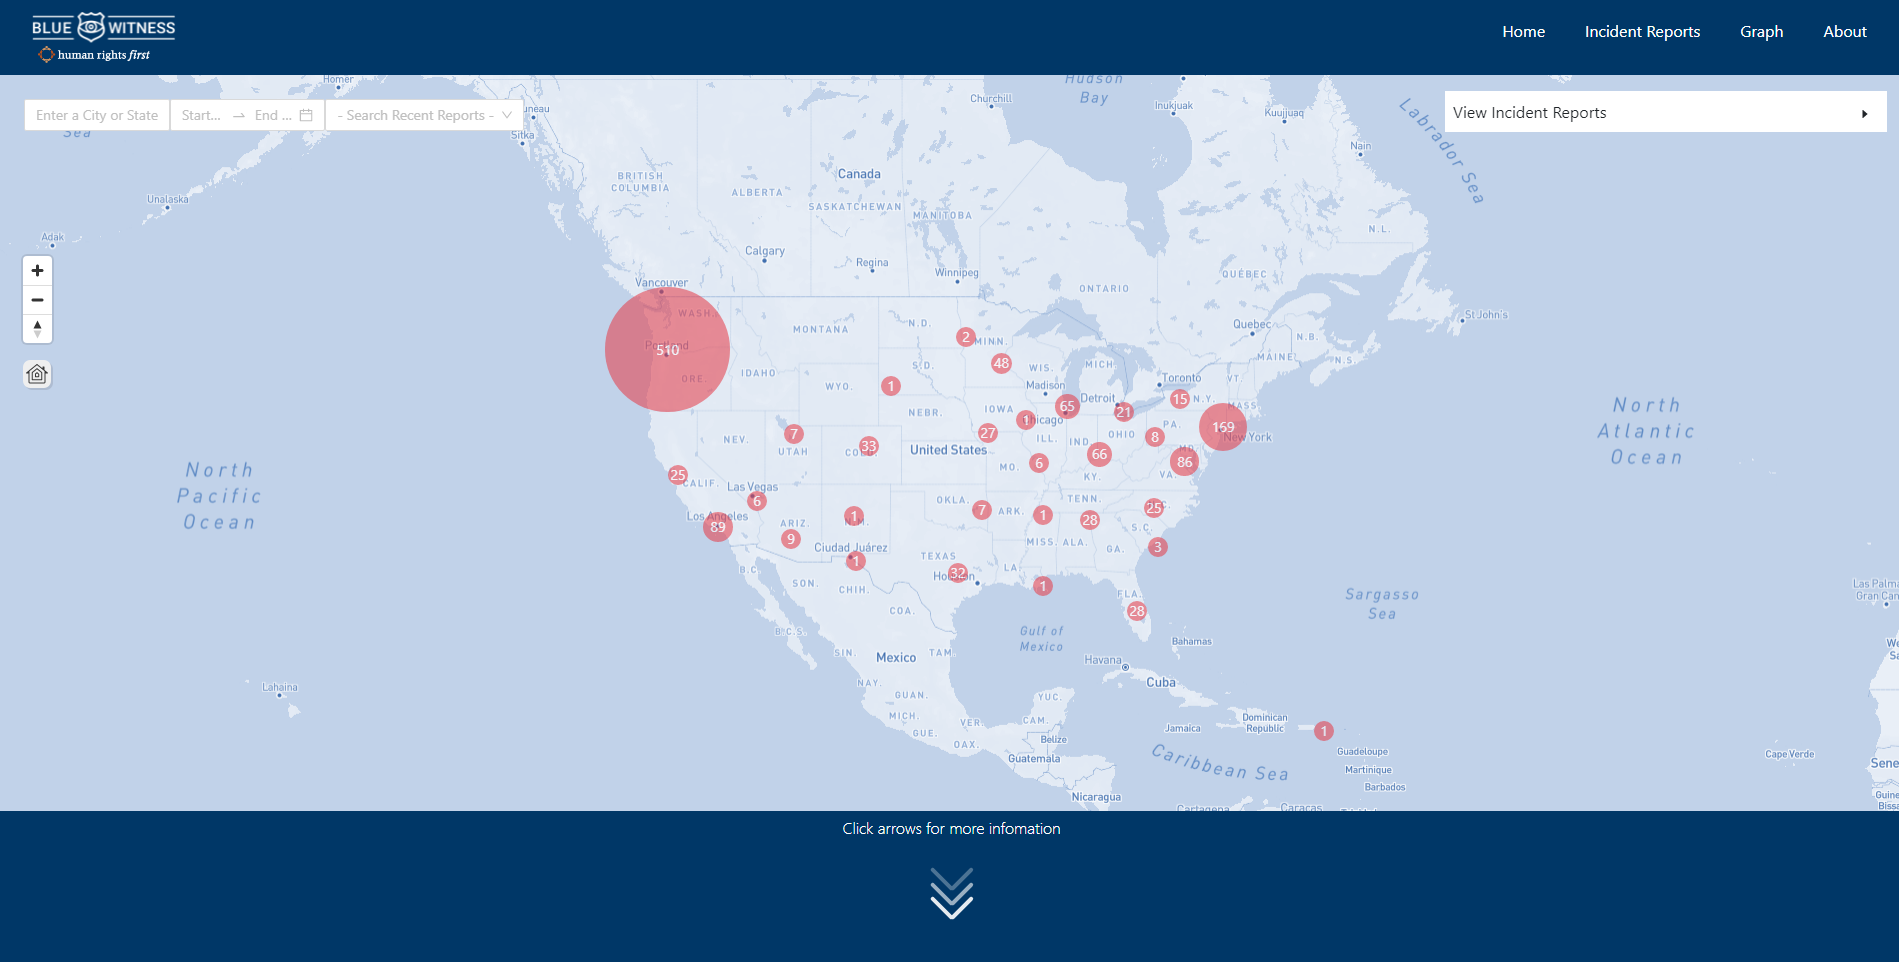 BLUE WITNESS
human rights first
Home
Incident Reports
Graph
About
Enter a City or State
Start...
End ...
- Search Recent Reports -
View Incident Reports
Homer
Juneau
Sitka
Churchill
Hudson
Bay
Inukjuak
Kuujjuaq
Nain
Labrador Sea
Sea
Unalaska
Adak
BRITISH
COLUMBIA
ALBERTA
Canada
SASKATCHEWAN
MANITOBA
N.L.
Calgary
Regina
Winnipeg
ONTARIO
QUÉBEC
Vancouver
WASH.
Portland
510
ORE.
MONTANA
N.D.
2
MINN.
48
Quebec
N.B.
St John's
MAINE
N.S.
IDAHO
WYO.
1
S.D.
WIS.
MICH.
Madison
Toronto
VT.
NEBR.
IOWA
1
Chicago
65
Detroit
21
15
N.Y.
MASS
169
New York
NEV.
7
UTAH
33
COLO.
United States
27
ILL.
IND.
OHIO
8
PA.
MO.
6
66
KY.
MD.
86
VA.
25
CALIF.
Las Vegas
6
Los Angeles
89
ARIZ.
9
1
N.M.
OKLA.
7
ARK.
1
TENN.
28
25
N.C.
S.C.
MISS.
ALA.
GA.
3
Ciudad Juárez
1
TEXAS
LA.
Houston
32
1
FLA.
28
B.C.
SON.
CHIH.
COA.
B.C.S.
SIN.
Mexico
TAM.
NAY.
GUAN.
MICH.
GUE.
VER.
OAX.
YUC.
CAM.
Belize
Guatemala
Nicaragua
Gulf of
Mexico
Bahamas
Havana
Cuba
Jamaica
Dominican
Republic
1
Guadeloupe
Martinique
Barbados
Caribbean Sea
Cartagena
Caracas
Lahaina
North
Pacific
Ocean
North
Atlantic
Ocean
Sargasso
Sea
Las Palma
Gran Can
We
Sa
Cape Verde
Sene
Guine
Bissa
Click arrows for more infomation